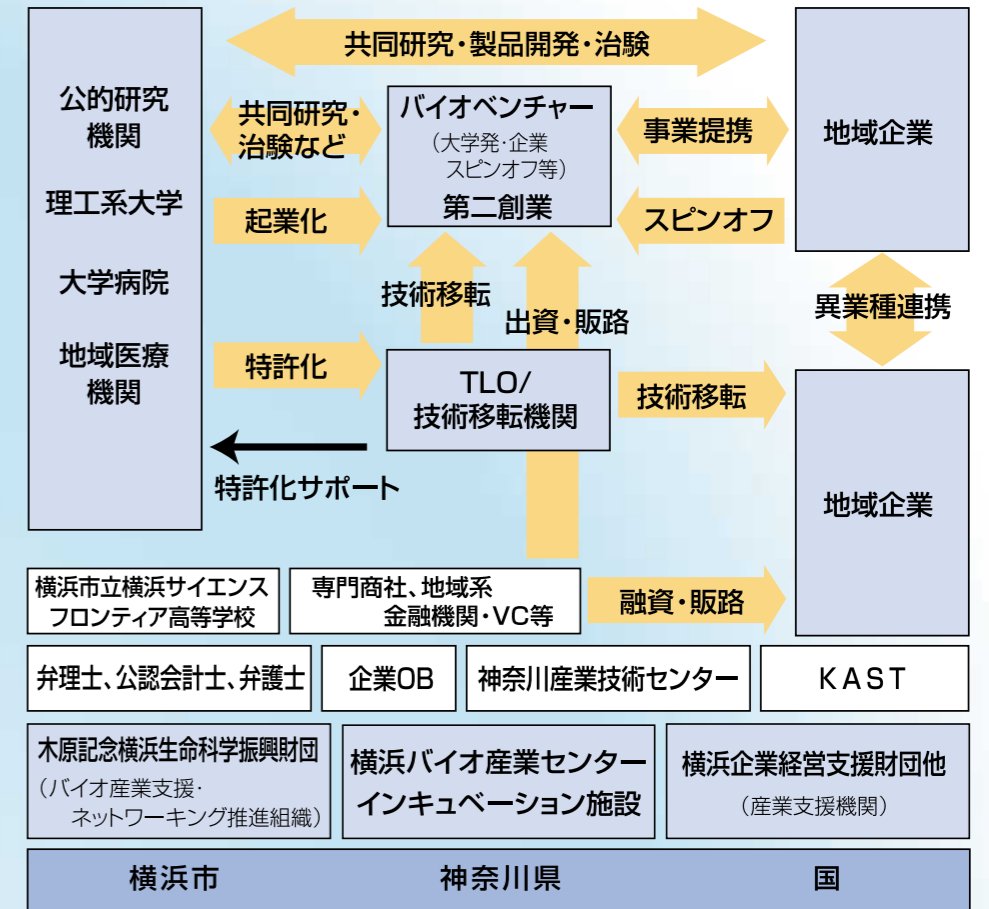 共同研究・製品開発・治験
公的研究
機関
理工系大学
大学病院
地域医療
機関
共同研究・
治験など
起業化
特許化
特許化サポート
バイオベンチャー
（大学発・企業
スピンオフ等）
第二創業
事業提携
スピンオフ
地域企業
技術移転
出資・販路
異業種連携
TLO/
技術移転機関
技術移転
地域企業
横浜市立横浜サイエンス
フロンティア高等学校
専門商社、地域系
金融機関・VC等
融資・販路
弁理士、公認会計士、弁護士
企業OB
神奈川産業技術センター
KAST
木原記念横浜生命科学振興財団
（バイオ産業支援・
ネットワーキング推進組織）
横浜バイオ産業センター
インキュベーション施設
横浜企業経営支援財団他
（産業支援機関）
横浜市
神奈川県
国